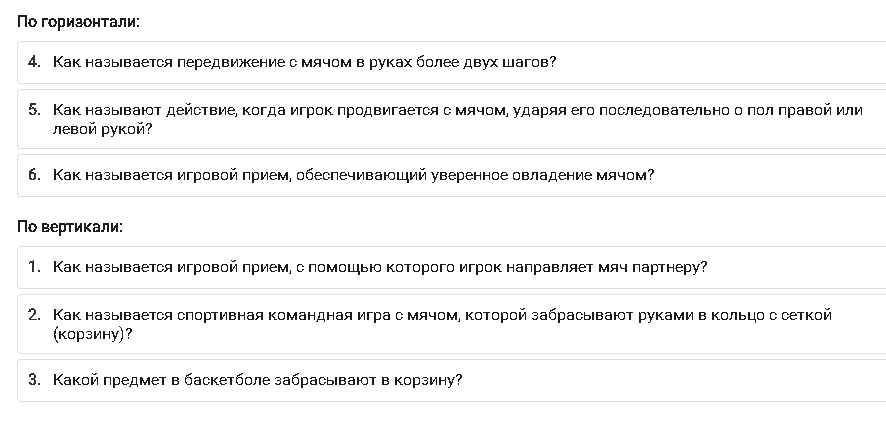 По горизонтали:
4. Как называется передвижение с мячом в руках более двух шагов?
5. Как называют действие, когда игрок продвигается с мячом, ударяя его последовательно о пол правой или
левой рукой?
6. Как называется игровой прием, обеспечивающий уверенное овладение мячом?
По вертикали:
1. Как называется игровой прием, с помощью которого игрок направляет мяч партнеру?
2. Как называется спортивная командная игра с мячом, которой забрасывают руками в кольцо с сеткой
(корзину)?
3. Какой предмет в баскетболе забрасывают в корзину?